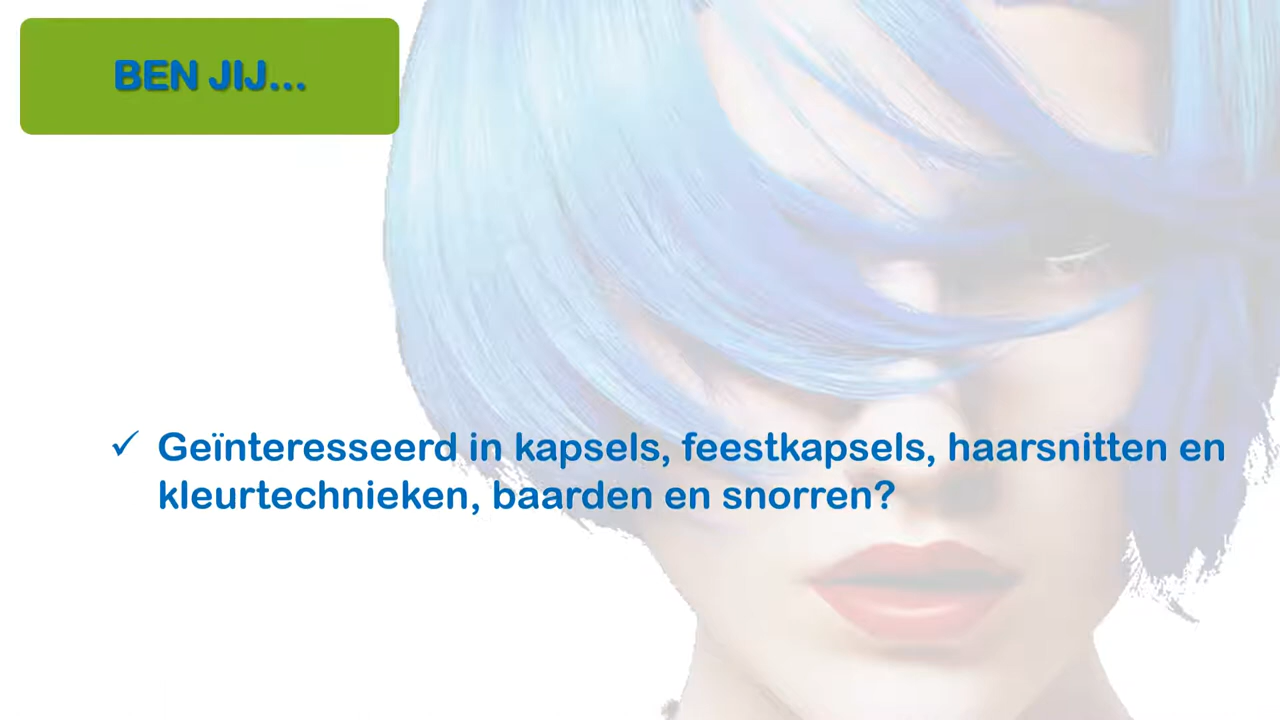 BEN JIJ...
✓ Geïnteresseerd in kapsels, feestkapsels, haarsnitten en
kleurtechnieken, baarden en snorren?